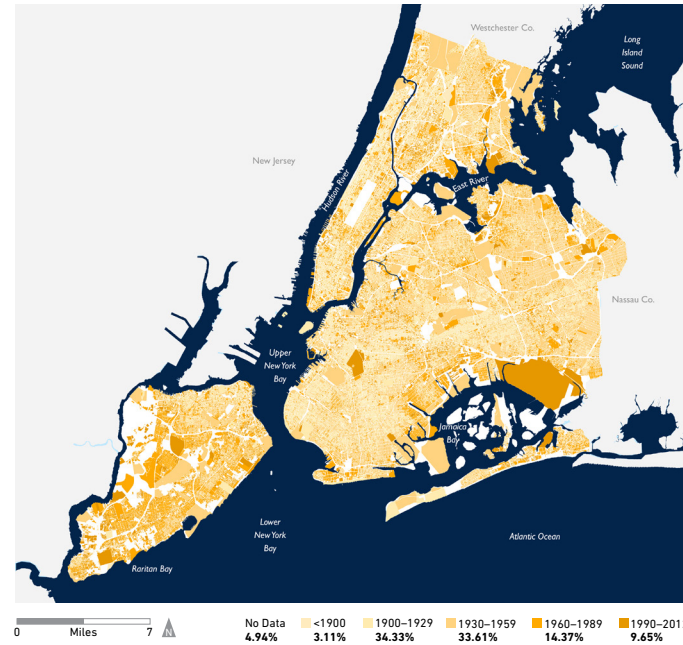 Westchester Co.
Long
Island
Sound
New Jersey
Hudson River
East River
Nassau Co.
Upper
New York
Bay
Jamaica
Bay
Lower
New York
Bay
Atlantic Ocean
Raritan Bay
0 Miles 7 N
No Data <1900 1900–1929 1930–1959 1960–1989 1990–201
4.94% 3.11% 34.33% 33.61% 14.37% 9.65%